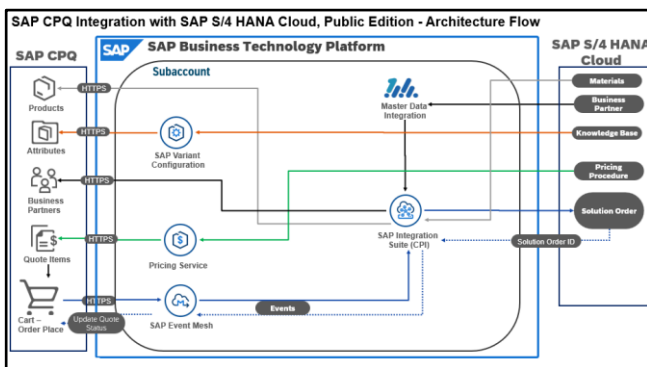 SAP CPQ Integration with SAP S/4 HANA Cloud, Public Edition - Architecture Flow
SAP CPQ
SAP
SAP Business Technology Platform
SAP S/4 HANA
Cloud
Subaccount
HTTPS
Products
Master Data
Integration
Materials
Business
Partner
HTTPS
Attributes
SAP Variant
Configuration
Knowledge Base
HTTPS
Business
Partners
Pricing
Procedure
SAP Integration
Suite (CPI)
Solution Order
HTTPS
Quote Items
Pricing Service
Solution Order ID
HTTPS
Cart –
Order Place
Update Quote
Status
SAP Event Mesh
Events